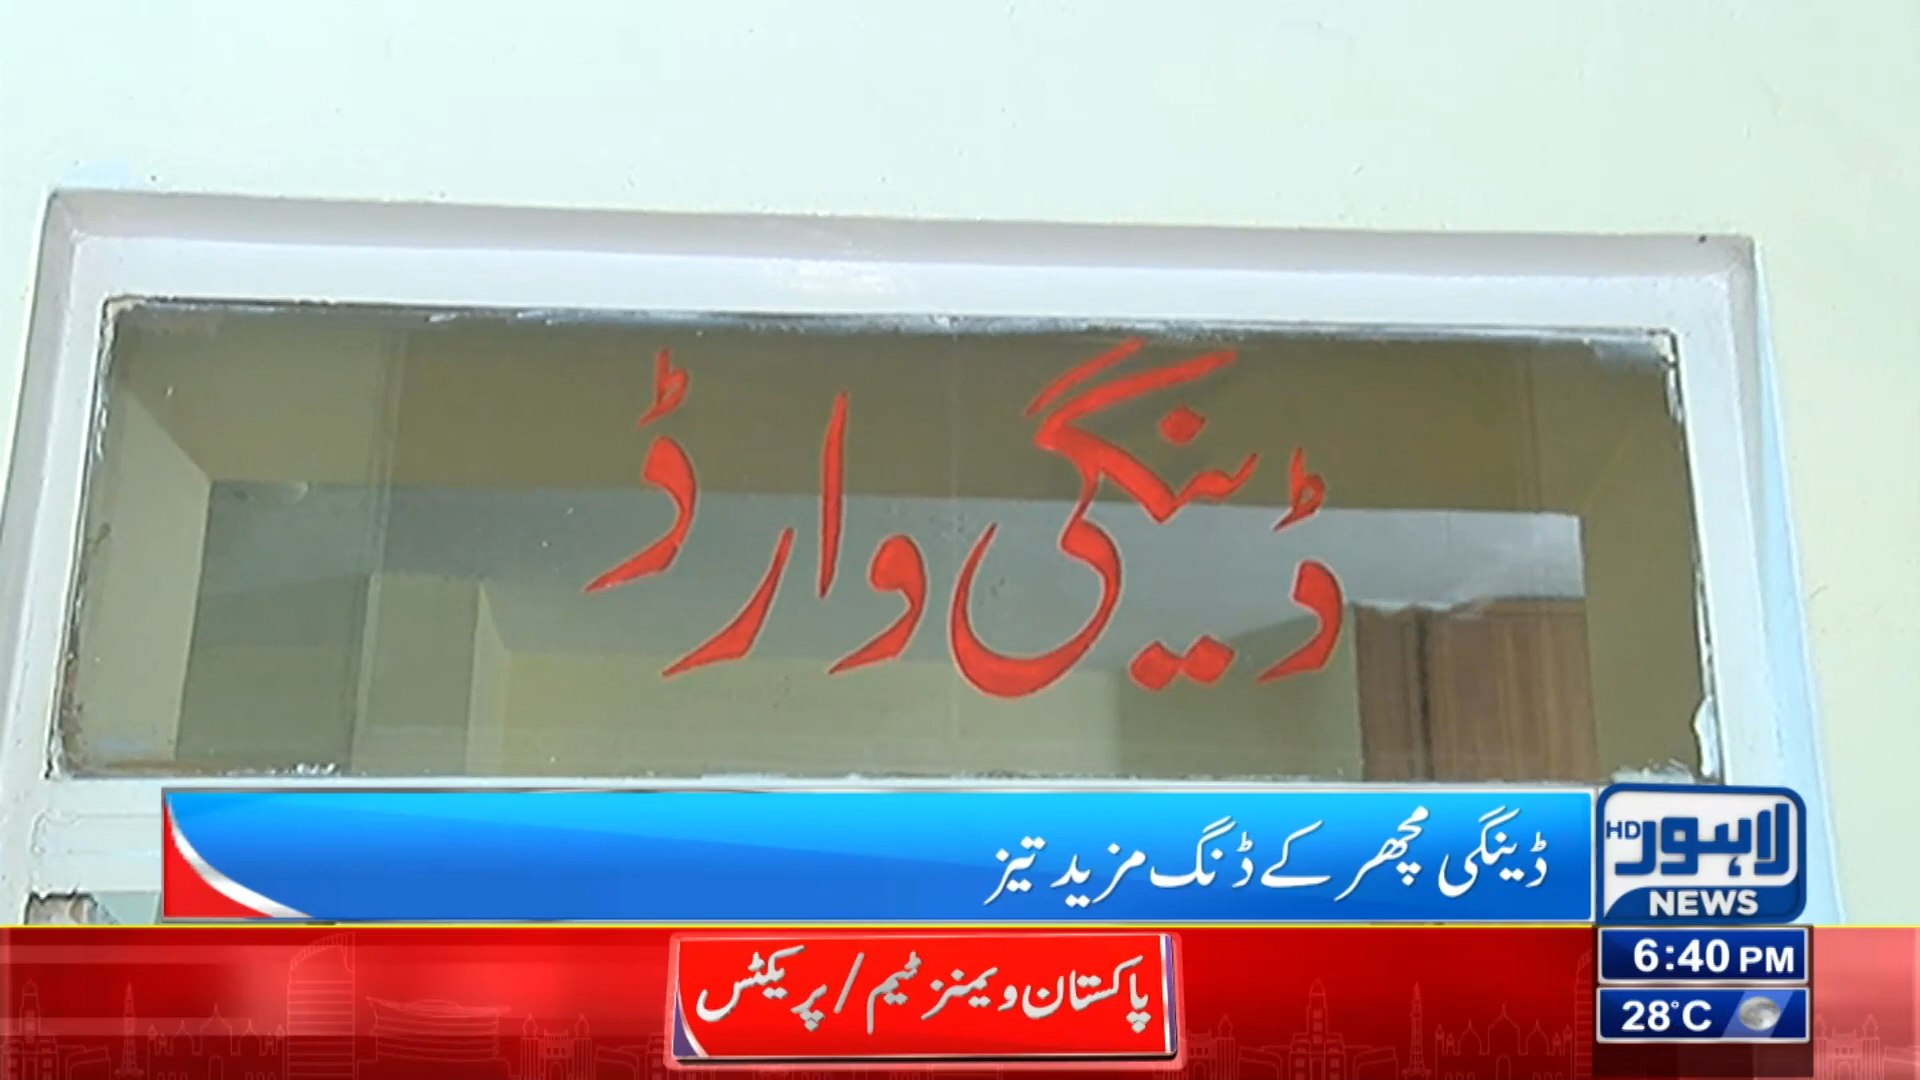 ڈینگی وارڈ
ڈینگی مچھر کے ڈنگ مزید تیز
HD لاہور
NEWS
پاکستان ویمنز ٹیم / پریکٹس
6:40 PM
28°C